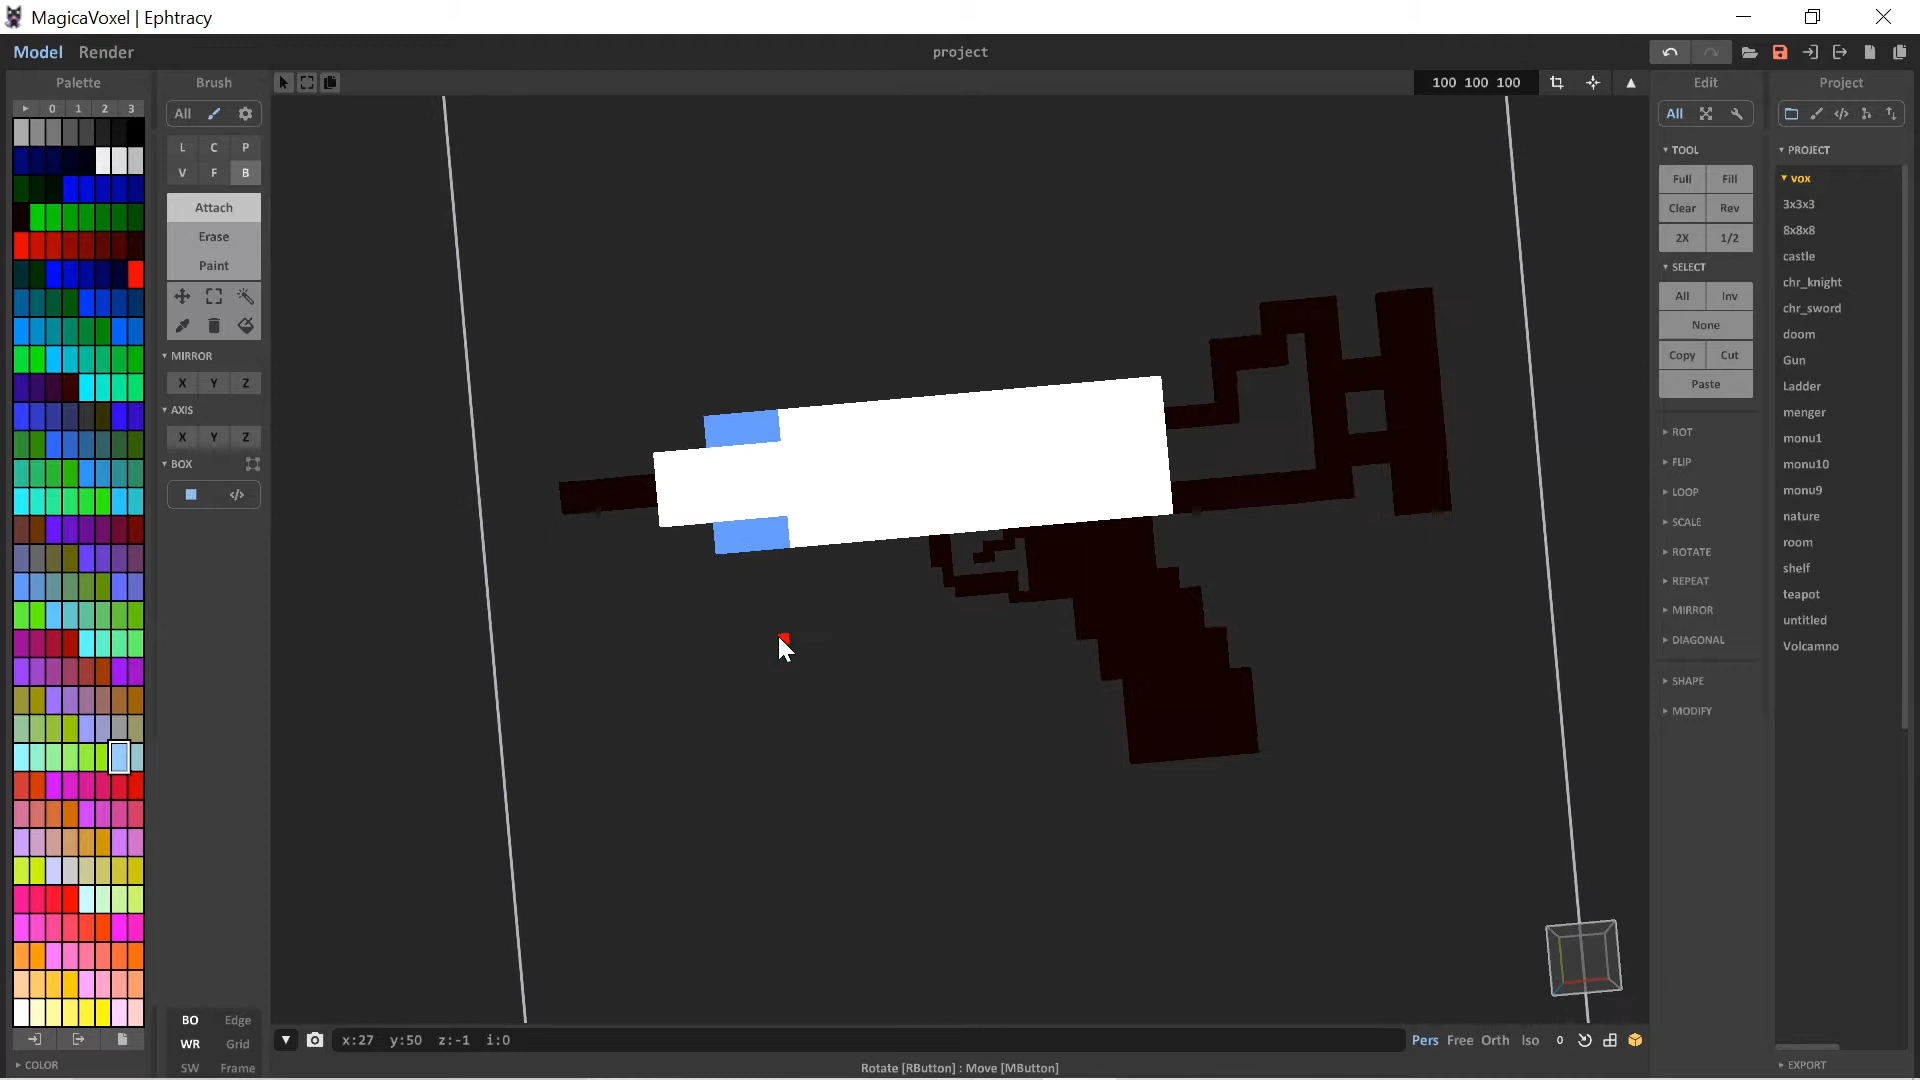 MagicaVoxel | Ephtracy
Model Render
project
Palette
Brush
100 100 100
Edit
Project
0 1 2 3
All
All
L C P
V F B
TOOL
PROJECT
Full Fill
vox
Attach
Clear Rev
3x3x3
Erase
2X 1/2
8x8x8
Paint
SELECT
castle
All Inv
chr_knight
None
chr_sword
MIRROR
Copy Cut
doom
X Y Z
Paste
Gun
AXIS
Ladder
X Y Z
menger
BOX
ROT
monu1
FLIP
monu10
LOOP
monu9
SCALE
nature
ROTATE
room
REPEAT
shelf
MIRROR
teapot
DIAGONAL
untitled
SHAPE
Volcamno
MODIFY
BO Edge
WR Grid
SW Frame
x:27 y:50 z:-1 i:0
Pers Free Orth Iso 0
COLOR
Rotate [RButton] : Move [MButton]
EXPORT